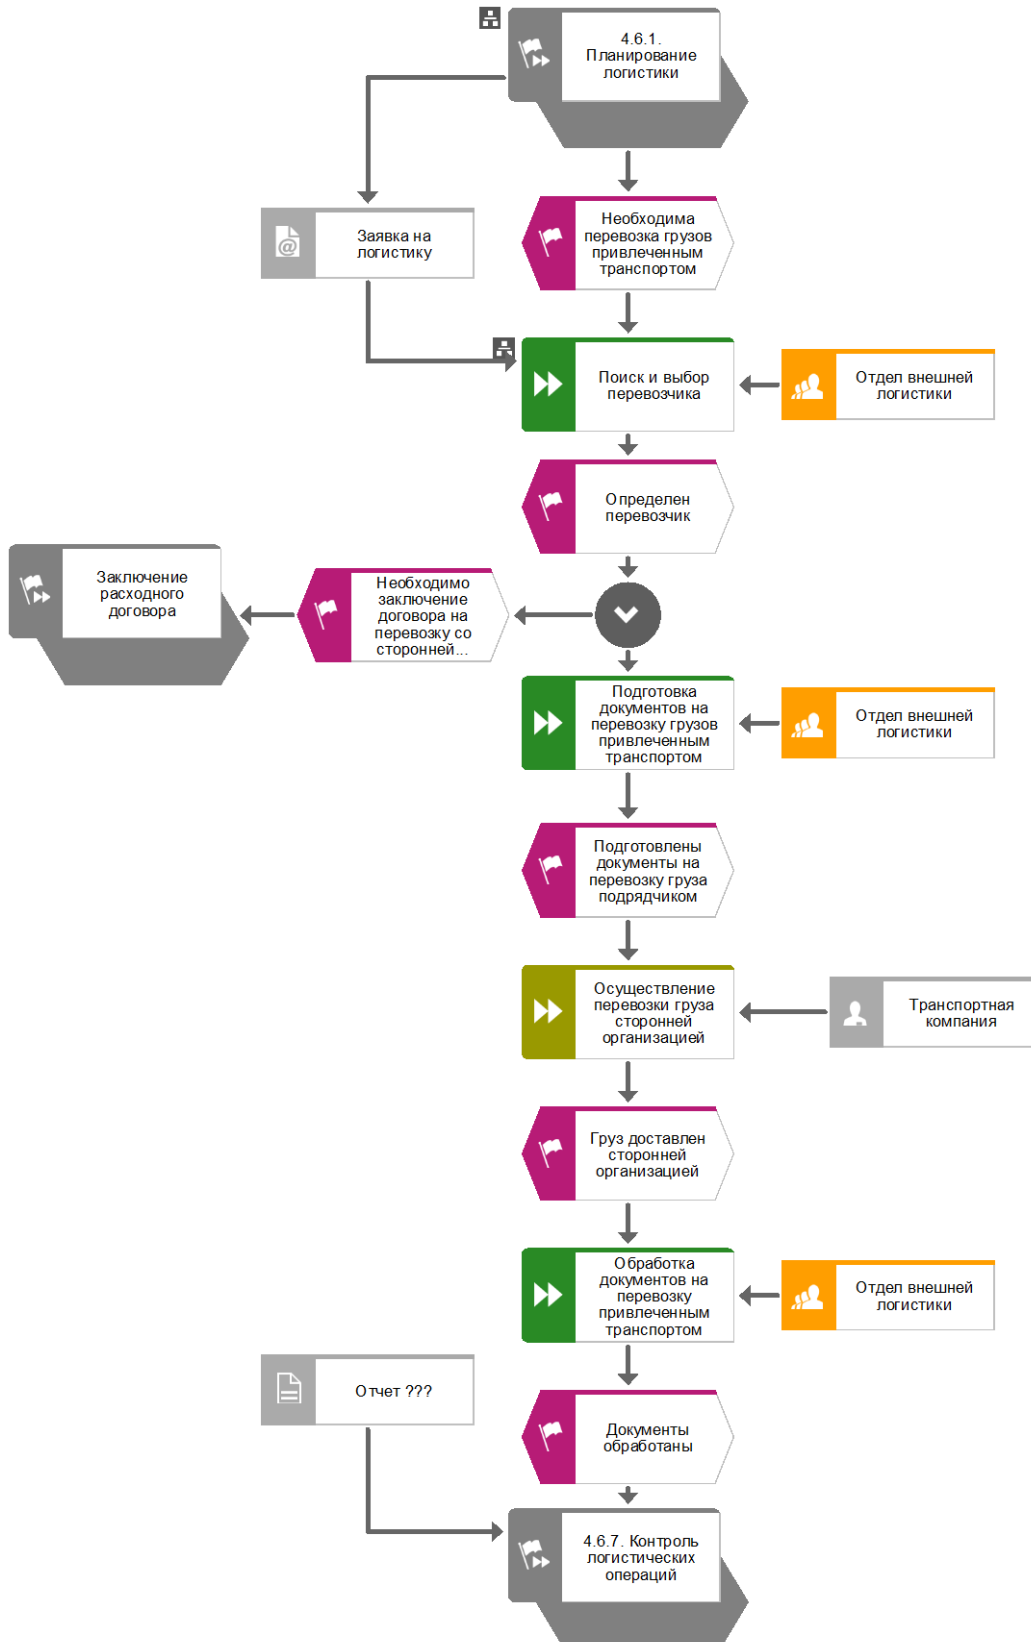 4.6.1.
Планирование
логистики
Заявка на
логистику
Необходима
перевозка грузов
привлеченным
транспортом
Поиск и выбор
перевозчика
Отдел внешней
логистики
Определен
перевозчик
Заключение
расходного
договора
Необходимо
заключение
договора на
перевозку со
сторонней...
Подготовка
документов на
перевозку грузов
привлеченным
транспортом
Отдел внешней
логистики
Подготовлены
документы на
перевозку груза
подрядчиком
Осуществление
перевозки груза
сторонней
организацией
Транспортная
компания
Груз доставлен
сторонней
организацией
Обработка
документов на
перевозку
привлеченным
транспортом
Отдел внешней
логистики
Отчет ???
Документы
обработаны
4.6.7. Контроль
логистических
операций